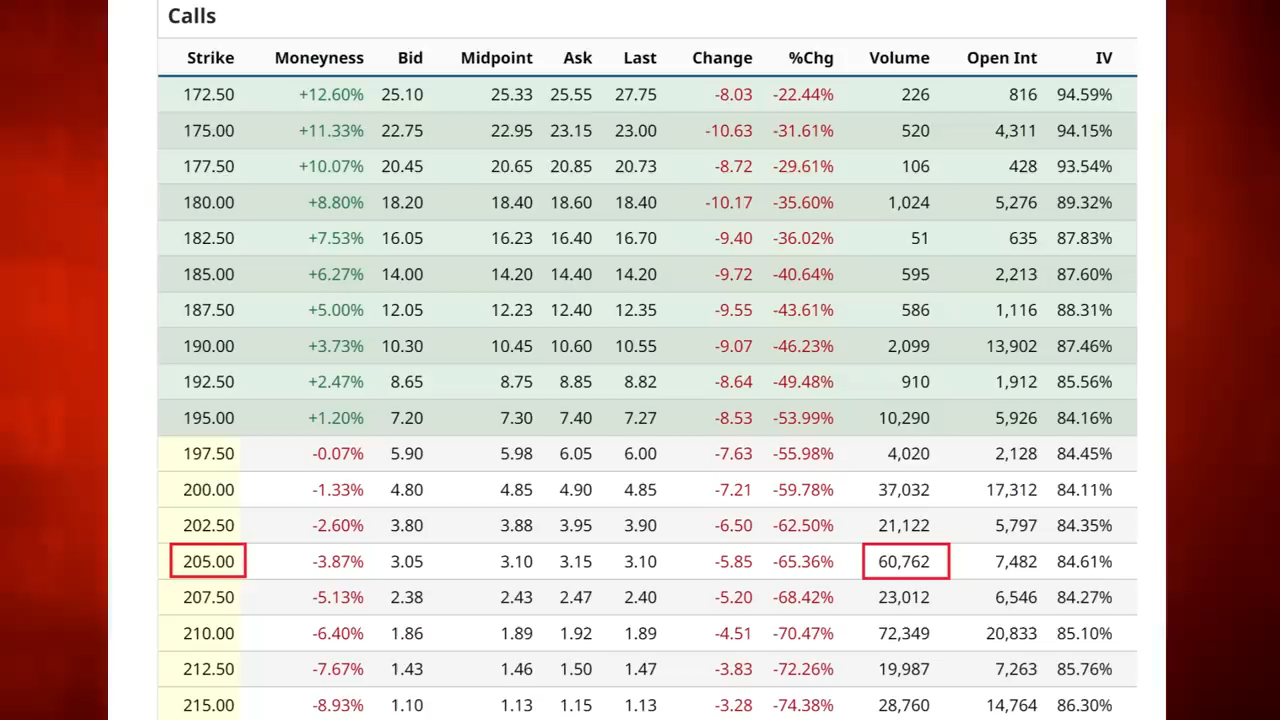 Calls
Strike Moneyness Bid Midpoint Ask Last Change %Chg Volume Open Int IV
172.50 +12.60% 25.10 25.33 25.55 27.75 -8.03 -22.44% 226 816 94.59%
175.00 +11.33% 22.75 22.95 23.15 23.00 -10.63 -31.61% 520 4,311 94.15%
177.50 +10.07% 20.45 20.65 20.85 20.73 -8.72 -29.61% 106 428 93.54%
180.00 +8.80% 18.20 18.40 18.60 18.40 -10.17 -35.60% 1,024 5,276 89.32%
182.50 +7.53% 16.05 16.23 16.40 16.70 -9.40 -36.02% 51 635 87.83%
185.00 +6.27% 14.00 14.20 14.40 14.20 -9.72 -40.64% 595 2,213 87.60%
187.50 +5.00% 12.05 12.23 12.40 12.35 -9.55 -43.61% 586 1,116 88.31%
190.00 +3.73% 10.30 10.45 10.60 10.55 -9.07 -46.23% 2,099 13,902 87.46%
192.50 +2.47% 8.65 8.75 8.85 8.82 -8.64 -49.48% 910 1,912 85.56%
195.00 +1.20% 7.20 7.30 7.40 7.27 -8.53 -53.99% 10,290 5,926 84.16%
197.50 -0.07% 5.90 5.98 6.05 6.00 -7.63 -55.98% 4,020 2,128 84.45%
200.00 -1.33% 4.80 4.85 4.90 4.85 -7.21 -59.78% 37,032 17,312 84.11%
202.50 -2.60% 3.80 3.88 3.95 3.90 -6.50 -62.50% 21,122 5,797 84.35%
205.00 -3.87% 3.05 3.10 3.15 3.10 -5.85 -65.36% 60,762 7,482 84.61%
207.50 -5.13% 2.38 2.43 2.47 2.40 -5.20 -68.42% 23,012 6,546 84.27%
210.00 -6.40% 1.86 1.89 1.92 1.89 -4.51 -70.47% 72,349 20,833 85.10%
212.50 -7.67% 1.43 1.46 1.50 1.47 -3.83 -72.26% 19,987 7,263 85.76%
215.00 -8.93% 1.10 1.13 1.15 1.13 -3.28 -74.38% 28,760 14,764 86.30%